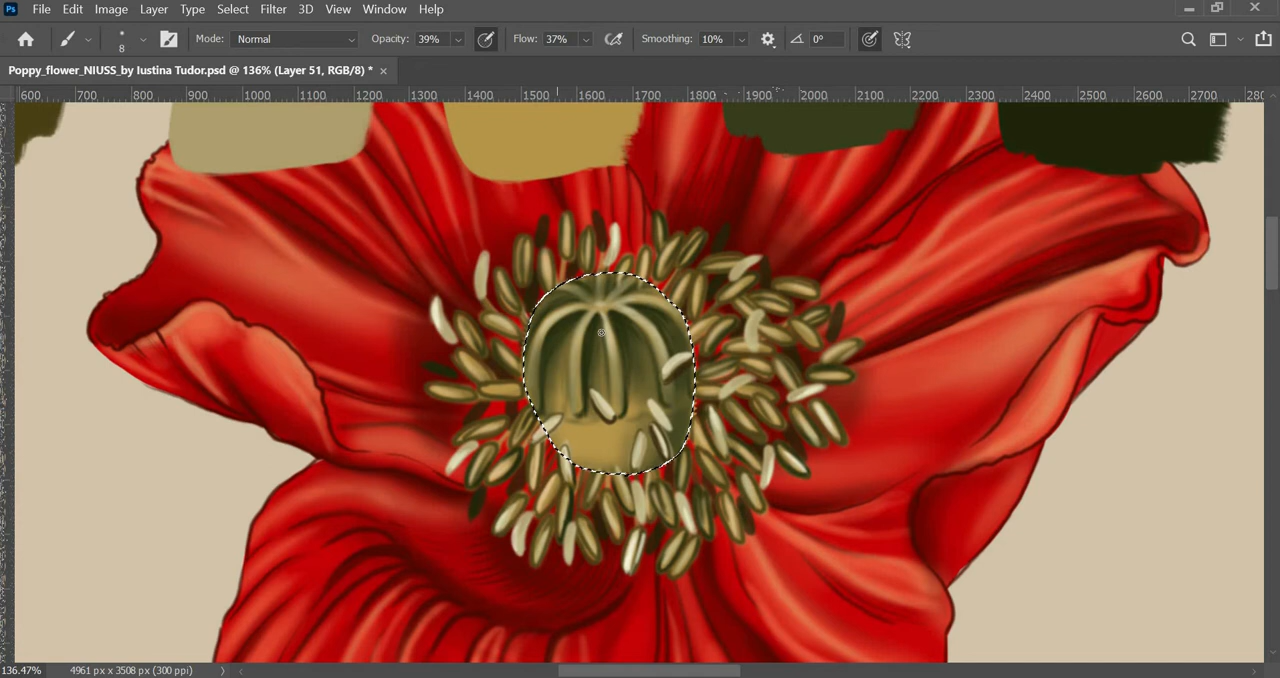 Ps File Edit Image Layer Type Select Filter 3D View Window Help
8 Mode: Normal Opacity: 39% Flow: 37% Smoothing: 10% 0°
Poppy_flower_NIUSS_by Iustina Tudor.psd @ 136% (Layer 51, RGB/8) * ×
600 700 800 900 1000 1100 1200 1300 1400 1500 1600 1700 1800 1900 2000 2100 2200 2300 2400 2500 2600 2700 280
136.47% 4961 px x 3508 px (300 ppi)